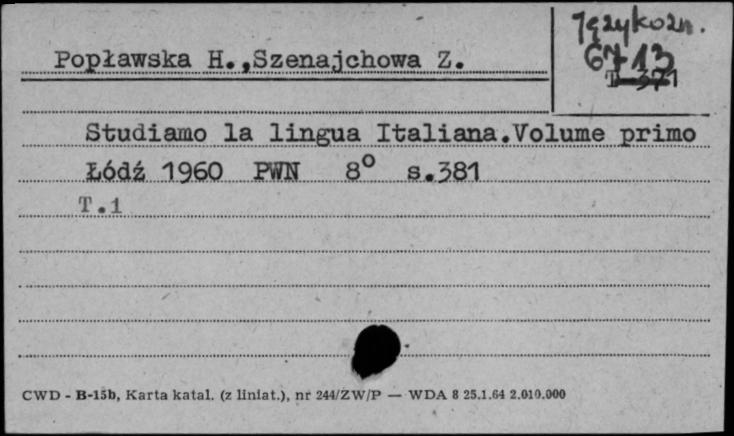 Językozn.
6713
T-371
Popławska H.,Szenajchowa Z.
Studiamo la lingua Italiana.Volume primo
Łódź 1960 PWN 8° s.381
T.1
CWD - B-15b, Karta katal. (z liniat.), nr 244/ZW/P — WDA 8 25.1.64 2.010.000